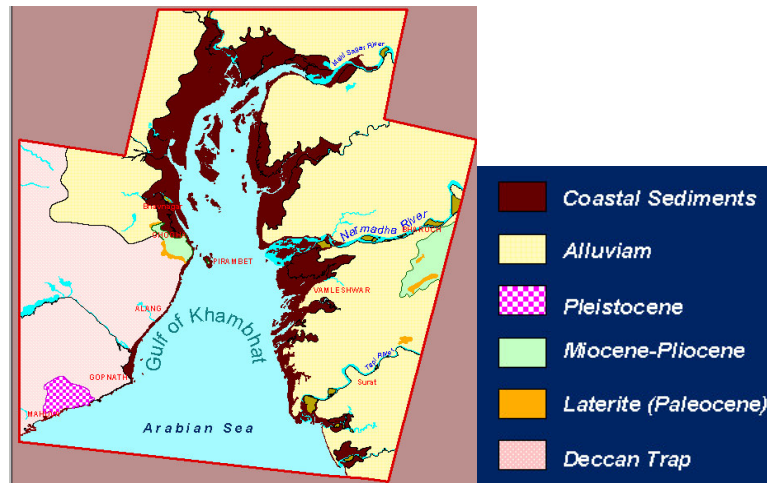 Mahi Sagar River
Narmadha River
BHARUCH
PIRAMBET
VAMLESHWAR
ALANG
Gulf of Khambhat
Tapi River
Surat
GOPNATH
Arabian Sea
Coastal Sediments
Alluviam
Pleistocene
Miocene-Pliocene
Laterite (Paleocene)
Deccan Trap